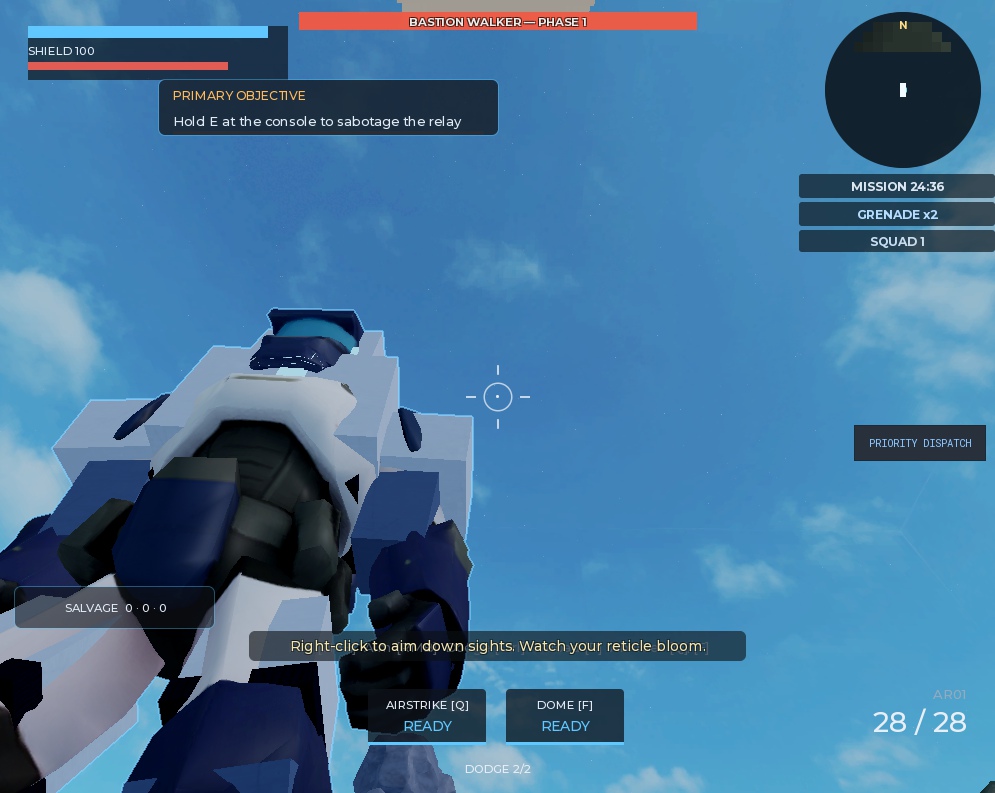 BASTION WALKER — PHASE 1
SHIELD 100
PRIMARY OBJECTIVE
Hold E at the console to sabotage the relay
N
MISSION 24:36
GRENADE x2
SQUAD 1
PRIORITY DISPATCH
SALVAGE 0 · 0 · 0
Right-click to aim down sights. Watch your reticle bloom.
AIRSTRIKE [Q]
READY
DOME [F]
READY
AR01
28 / 28
DODGE 2/2